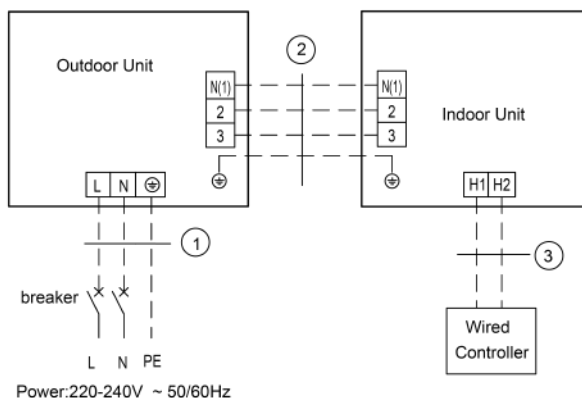 Outdoor Unit
2
N(1)
2
3
N(1)
2
3
Indoor Unit
L N
H1 H2
1
3
breaker
L N PE
Wired
Controller
Power:220-240V ~ 50/60Hz